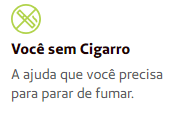 Você sem Cigarro
A ajuda que você precisa
para parar de fumar.